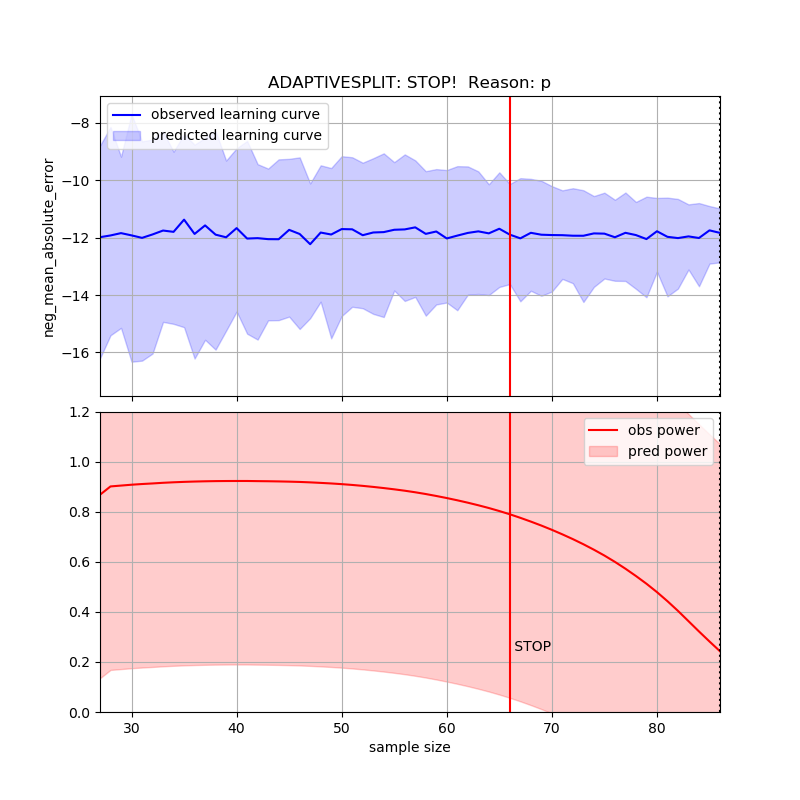 ADAPTIVESPLIT: STOP!  Reason: p
observed learning curve
predicted learning curve
neg_mean_absolute_error
−8
−10
−12
−14
−16
obs power
pred power
STOP
1.2
1.0
0.8
0.6
0.4
0.2
0.0
30 40 50 60 70 80
sample size